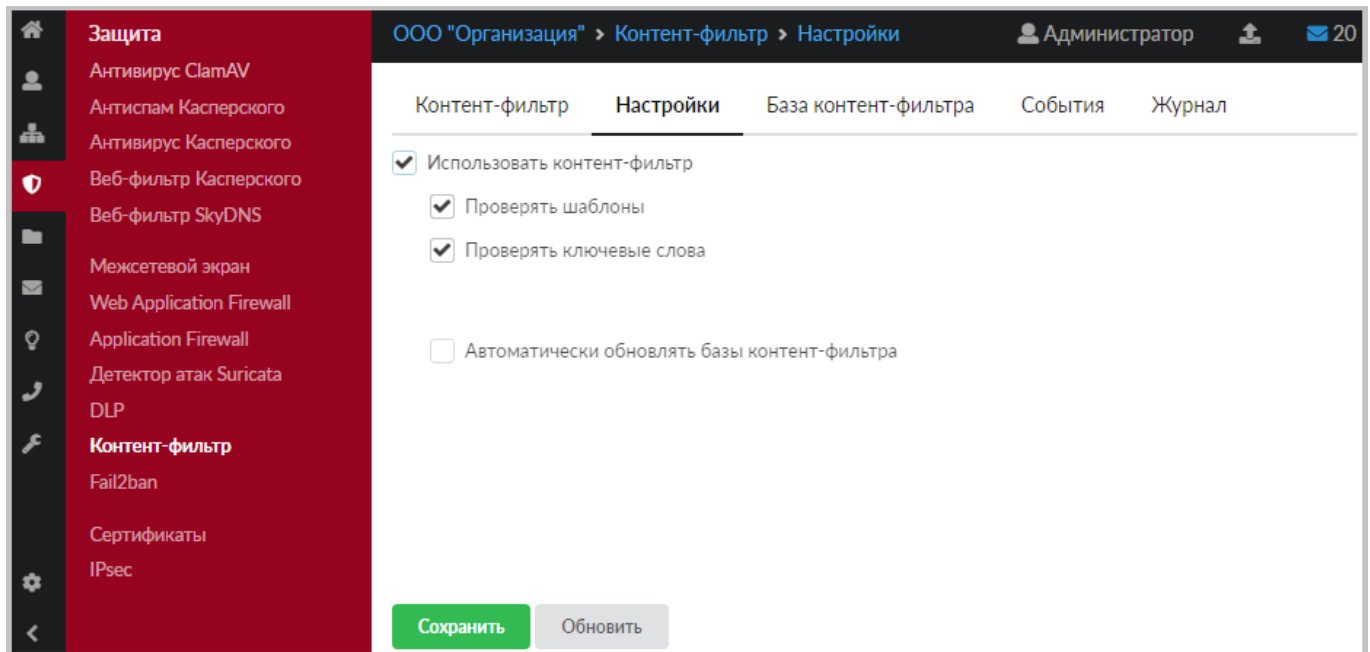 Защита
Антивирус ClamAV
Антиспам Касперского
Антивирус Касперского
Веб-фильтр Касперского
Веб-фильтр SkyDNS
Межсетевой экран
Web Application Firewall
Application Firewall
Детектор атак Suricata
DLP
Контент-фильтр
Fail2ban
Сертификаты
IPsec
ООО "Организация" > Контент-фильтр > Настройки
Администратор
20
Контент-фильтр Настройки База контент-фильтра События Журнал
Использовать контент-фильтр
Проверять шаблоны
Проверять ключевые слова
Автоматически обновлять базы контент-фильтра
Сохранить Обновить